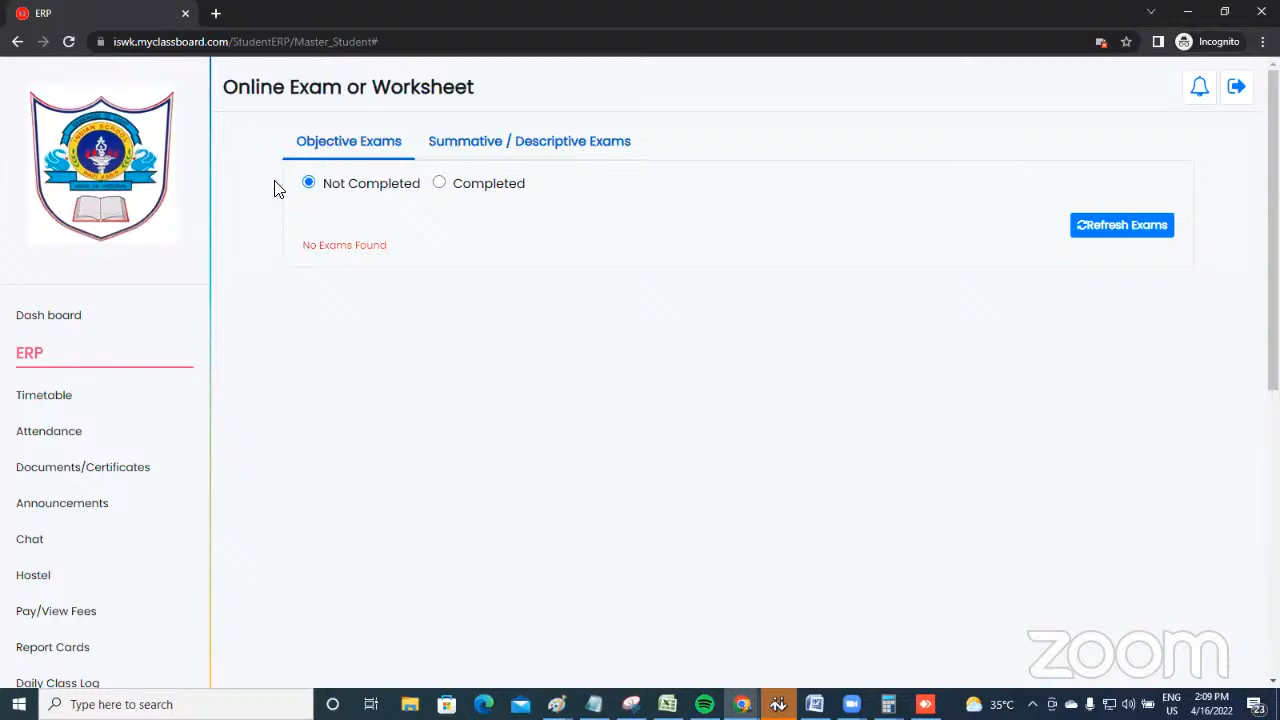 ERP
iswk.myclassboard.com/StudentERP/Master_Student#
Incognito
Online Exam or Worksheet
Objective Exams
Summative / Descriptive Exams
Not Completed
Completed
Refresh Exams
No Exams Found
Dash board
ERP
Timetable
Attendance
Documents/Certificates
Announcements
Chat
Hostel
Pay/View Fees
Report Cards
Daily Class Log
zoom
Type here to search
35°C
ENG
US
2:09 PM
4/16/2022
23